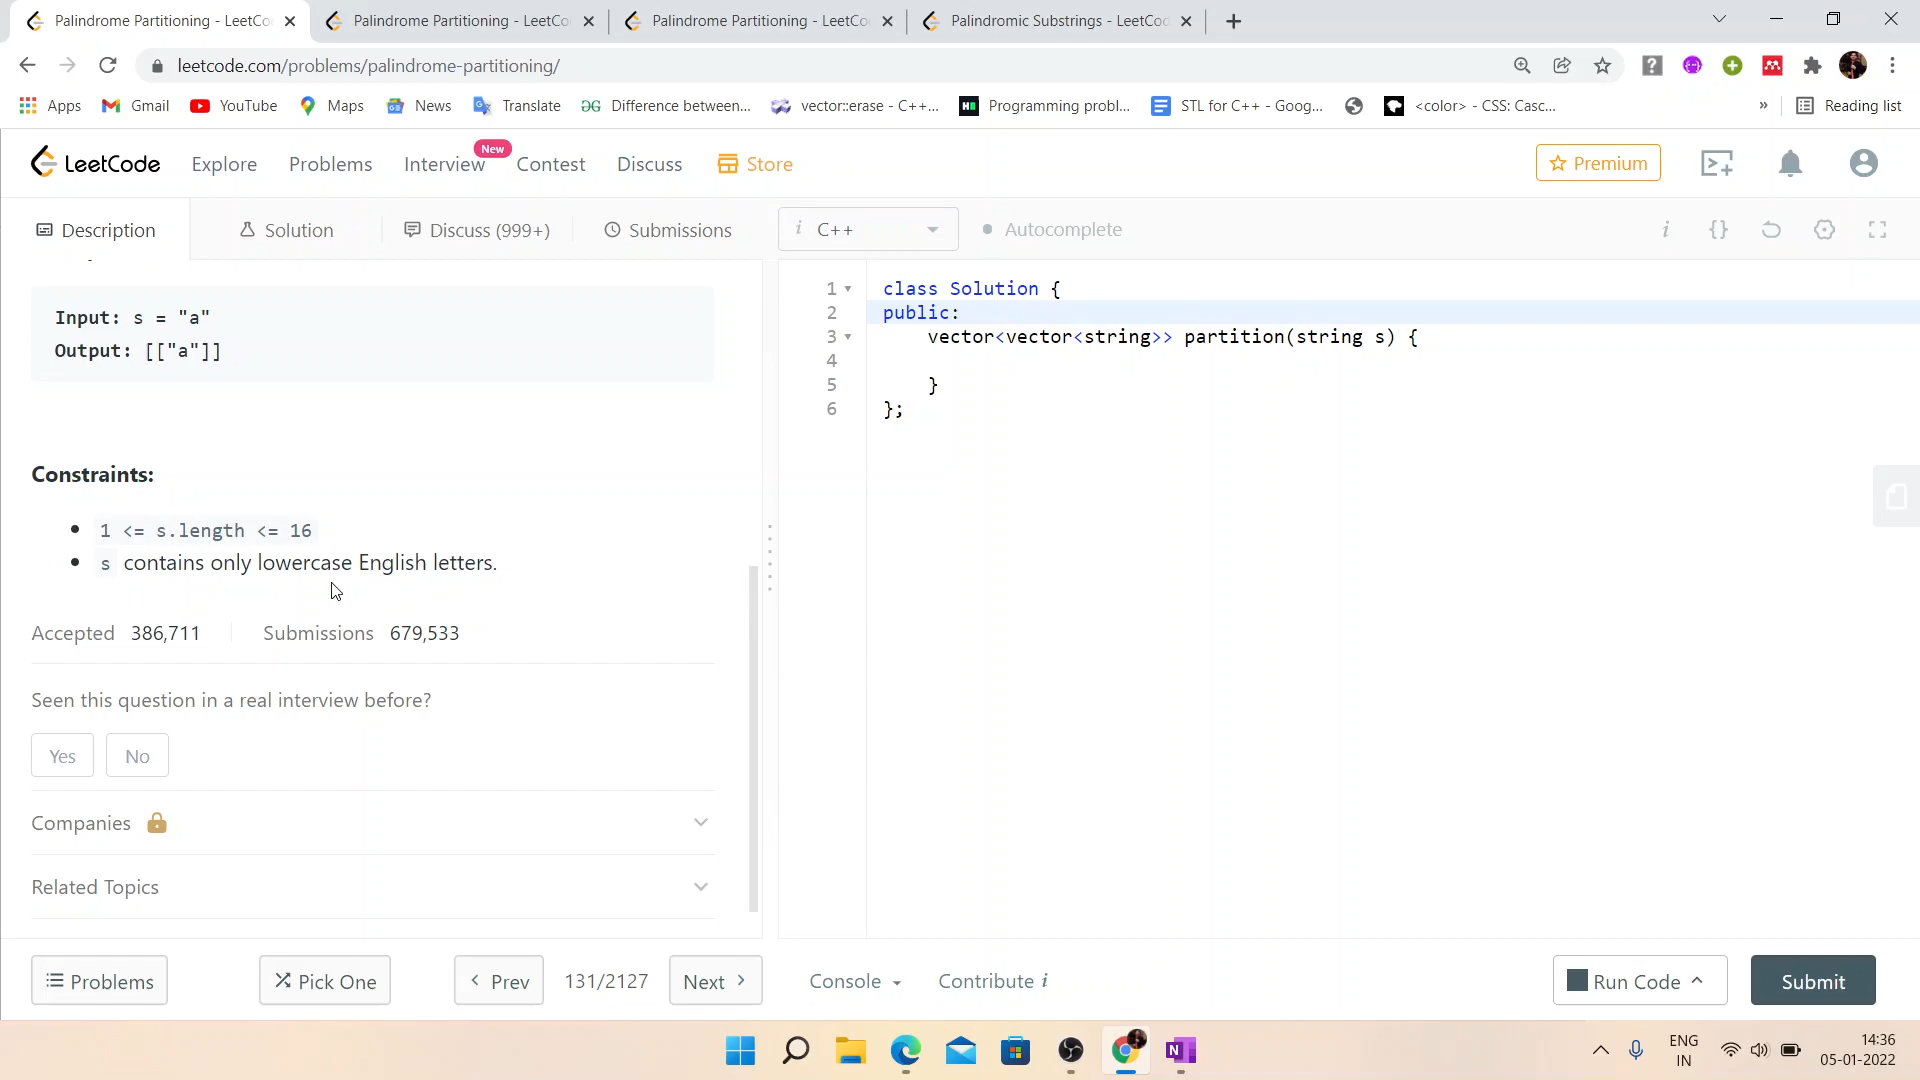 Palindrome Partitioning - LeetCo
Palindrome Partitioning - LeetCo
Palindrome Partitioning - LeetCo
Palindromic Substrings - LeetCod
leetcode.com/problems/palindrome-partitioning/
Apps
Gmail
YouTube
Maps
News
Translate
Difference between...
vector::erase - C++...
Programming probl...
STL for C++ - Goog...
<color> - CSS: Casc...
»
Reading list
LeetCode
Explore
Problems
Interview
New
Contest
Discuss
Store
Premium
Description
Solution
Discuss (999+)
Submissions
i C++
Autocomplete
Input: s = "a"
Output: [["a"]]
Constraints:
1 <= s.length <= 16
s contains only lowercase English letters.
Accepted 386,711
Submissions 679,533
Seen this question in a real interview before?
Yes
No
Companies
Related Topics
1 class Solution {
2 public:
3 vector<vector<string>> partition(string s) {
4
5 }
6 };
Problems
Pick One
Prev
131/2127
Next
Console
Contribute i
Run Code
Submit
ENG
IN
14:36
05-01-2022